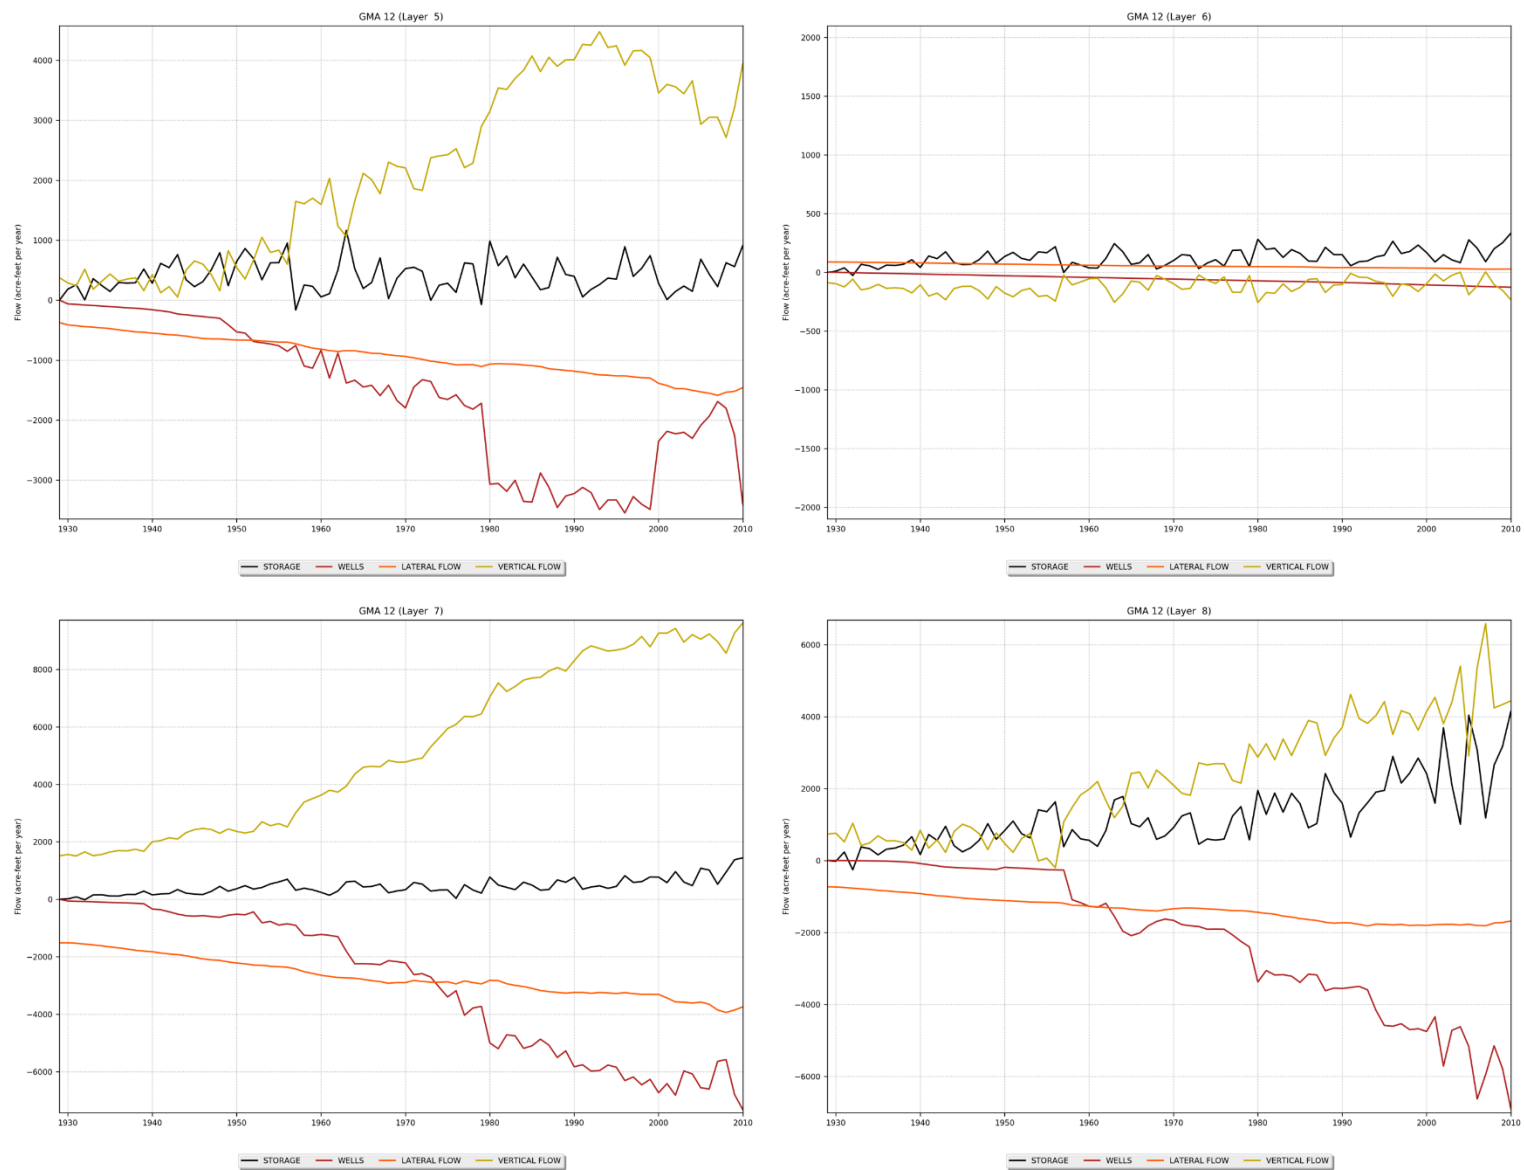 GMA 12 (Layer  5)
Flow (acre-feet per year)
4000
3000
2000
1000
0
−1000
−2000
−3000
1930 1940 1950 1960 1970 1980 1990 2000 2010
STORAGE WELLS LATERAL FLOW VERTICAL FLOW
GMA 12 (Layer  6)
Flow (acre-feet per year)
2000
1500
1000
500
0
−500
−1000
−1500
−2000
1930 1940 1950 1960 1970 1980 1990 2000 2010
STORAGE WELLS LATERAL FLOW VERTICAL FLOW
GMA 12 (Layer  7)
Flow (acre-feet per year)
8000
6000
4000
2000
0
−2000
−4000
−6000
1930 1940 1950 1960 1970 1980 1990 2000 2010
STORAGE WELLS LATERAL FLOW VERTICAL FLOW
GMA 12 (Layer  8)
Flow (acre-feet per year)
6000
4000
2000
0
−2000
−4000
−6000
1930 1940 1950 1960 1970 1980 1990 2000 2010
STORAGE WELLS LATERAL FLOW VERTICAL FLOW